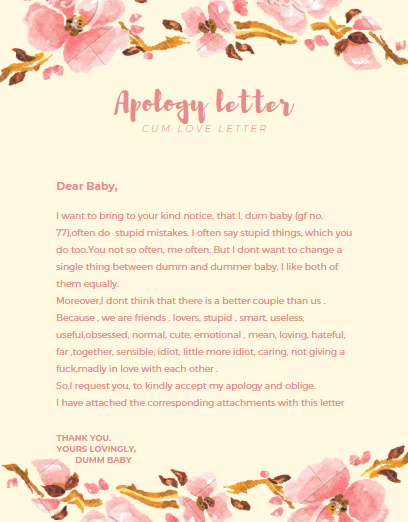 Apology letter
CUM LOVE LETTER
Dear Baby,
I want to bring to your kind notice, that I, dum baby (gf no.
77),often do  stupid mistakes. I often say stupid things, which you
do too.You not so often, me often. But I dont want to change a
single thing between dumm and dummer baby. I like both of
them equally.
Moreover,I dont think that there is a better couple than us .
Because , we are friends , lovers, stupid , smart, useless,
useful,obsessed, normal, cute, emotional , mean, loving, hateful,
far ,together, sensible, idiot, little more idiot, caring, not giving a
fuck,madly in love with each other .
So,I request you, to kindly accept my apology and oblige.
I have attached the corresponding attachments with this letter
THANK YOU.
YOURS LOVINGLY,
DUMM BABY